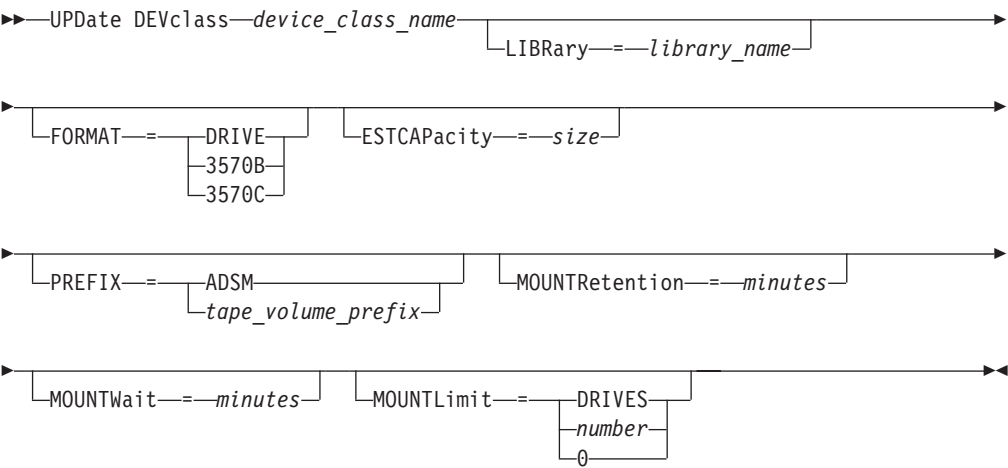 UPDate DEVclass device_class_name
LIBRary = library_name
FORMAT = DRIVE
3570B
3570C
ESTCAPacity = size
PREFIX = ADSM
tape_volume_prefix
MOUNTRetention = minutes
MOUNTWait = minutes
MOUNTLimit = DRIVES
number
0